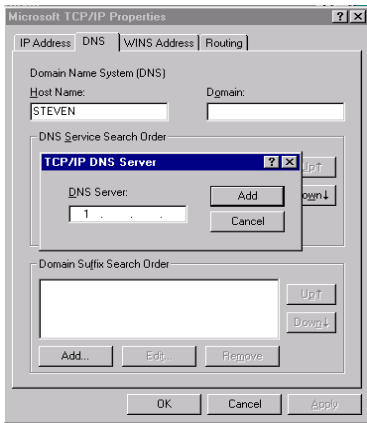 Microsoft TCP/IP Properties
IP Address DNS WINS Address Routing
Domain Name System (DNS)
Host Name: Domain:
STEVEN
DNS Service Search Order
TCP/IP DNS Server
DNS Server:
1 . . .
Add
Cancel
Up↑
Down↓
Domain Suffix Search Order
Up↑
Down↓
Add... Edit... Remove
OK Cancel Apply